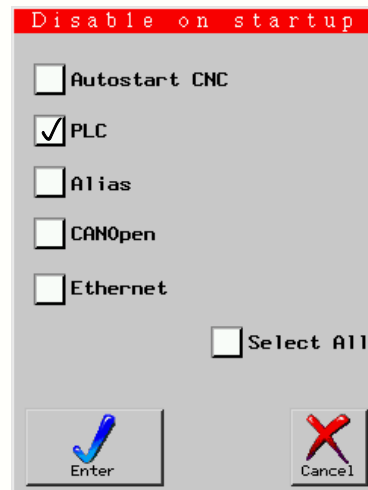 Disable on startup
Autostart CNC
PLC
Alias
CANOpen
Ethernet
Select All
Enter
Cancel